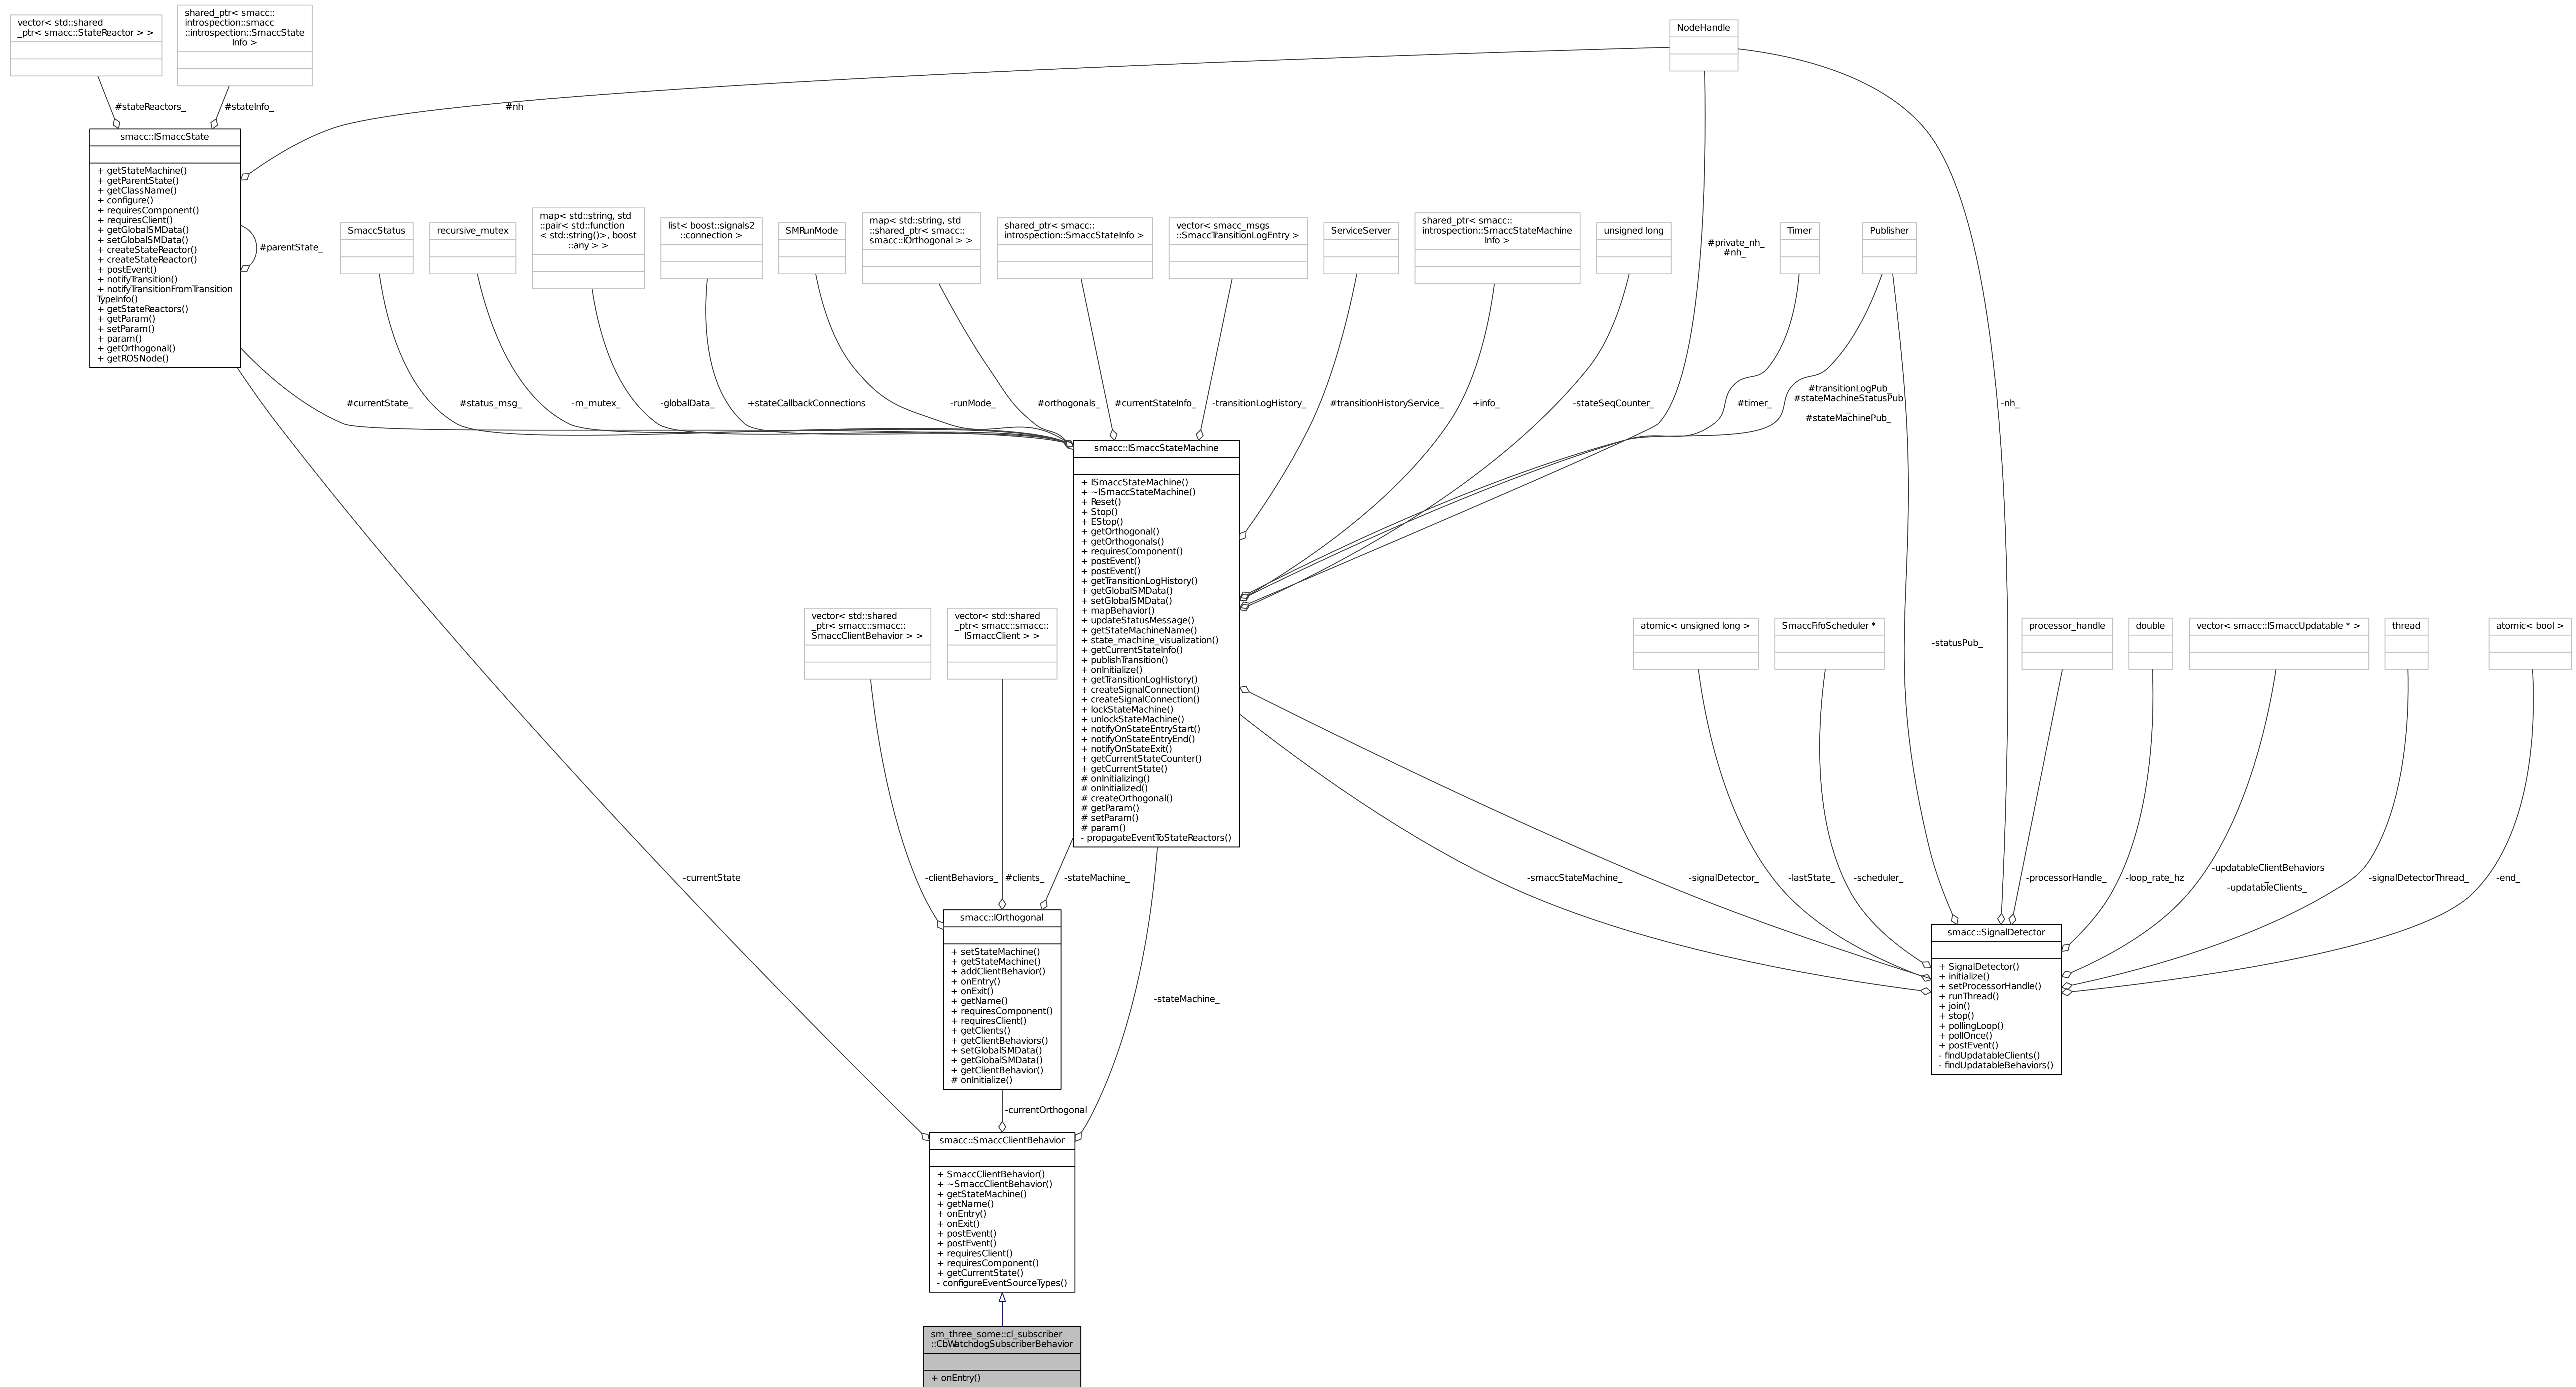 vector< std::shared
_ptr< smacc::StateReactor > >
shared_ptr< smacc::
introspection::smacc
::introspection::SmaccState
Info >
NodeHandle
#stateReactors_
#stateInfo_
#nh
smacc::ISmaccState
+ getStateMachine()
+ getParentState()
+ getClassName()
+ configure()
+ requiresComponent()
+ requiresClient()
+ getGlobalSMData()
+ setGlobalSMData()
+ createStateReactor()
+ createStateReactor()
+ postEvent()
+ notifyTransition()
+ notifyTransitionFromTransition
TypeInfo()
+ getStateReactors()
+ getParam()
+ setParam()
+ param()
+ getOrthogonal()
+ getROSNode()
#parentState_
SmaccStatus
recursive_mutex
map< std::string, std
::pair< std::function
< std::string()>, boost
::any > >
list< boost::signals2
::connection >
SMRunMode
map< std::string, std
::shared_ptr< smacc::
smacc::IOrthogonal > >
shared_ptr< smacc::
introspection::SmaccStateInfo >
vector< smacc_msgs
::SmaccTransitionLogEntry >
ServiceServer
shared_ptr< smacc::
introspection::SmaccStateMachine
Info >
unsigned long
#private_nh_
#nh_
Timer
Publisher
#currentState_
#status_msg_
-m_mutex_
-globalData_
+stateCallbackConnections
-runMode_
#orthogonals_
#currentStateInfo_
-transitionLogHistory_
#transitionHistoryService_
+info_
-stateSeqCounter_
#timer_
#transitionLogPub_
#stateMachineStatusPub
_
#stateMachinePub_
-nh_
smacc::ISmaccStateMachine
+ ISmaccStateMachine()
+ ~ISmaccStateMachine()
+ Reset()
+ Stop()
+ EStop()
+ getOrthogonal()
+ getOrthogonals()
+ requiresComponent()
+ postEvent()
+ postEvent()
+ getTransitionLogHistory()
+ getGlobalSMData()
+ setGlobalSMData()
+ mapBehavior()
+ updateStatusMessage()
+ getStateMachineName()
+ state_machine_visualization()
+ getCurrentStateInfo()
+ publishTransition()
+ onInitialize()
+ getTransitionLogHistory()
+ createSignalConnection()
+ createSignalConnection()
+ lockStateMachine()
+ unlockStateMachine()
+ notifyOnStateEntryStart()
+ notifyOnStateEntryEnd()
+ notifyOnStateExit()
+ getCurrentStateCounter()
+ getCurrentState()
# onInitializing()
# onInitialized()
# createOrthogonal()
# getParam()
# setParam()
# param()
- propagateEventToStateReactors()
vector< std::shared
_ptr< smacc::smacc::
SmaccClientBehavior > >
vector< std::shared
_ptr< smacc::smacc::
ISmaccClient > >
atomic< unsigned long >
SmaccFifoScheduler *
-statusPub_
processor_handle
double
vector< smacc::ISmaccUpdatable * >
thread
atomic< bool >
-currentState
-clientBehaviors_
#clients_
-stateMachine_
-smaccStateMachine_
-signalDetector_
-lastState_
-scheduler_
-processorHandle_
-loop_rate_hz
-updatableClientBehaviors
_
-updatableClients_
-signalDetectorThread_
-end_
smacc::IOrthogonal
+ setStateMachine()
+ getStateMachine()
+ addClientBehavior()
+ onEntry()
+ onExit()
+ getName()
+ requiresComponent()
+ requiresClient()
+ getClients()
+ getClientBehaviors()
+ setGlobalSMData()
+ getGlobalSMData()
+ getClientBehavior()
# onInitialize()
-stateMachine_
smacc::SignalDetector
+ SignalDetector()
+ initialize()
+ setProcessorHandle()
+ runThread()
+ join()
+ stop()
+ pollingLoop()
+ pollOnce()
+ postEvent()
- findUpdatableClients()
- findUpdatableBehaviors()
-currentOrthogonal
smacc::SmaccClientBehavior
+ SmaccClientBehavior()
+ ~SmaccClientBehavior()
+ getStateMachine()
+ getName()
+ onEntry()
+ onExit()
+ postEvent()
+ postEvent()
+ requiresClient()
+ requiresComponent()
+ getCurrentState()
- configureEventSourceTypes()
sm_three_some::cl_subscriber
::CbWatchdogSubscriberBehavior
+ onEntry()